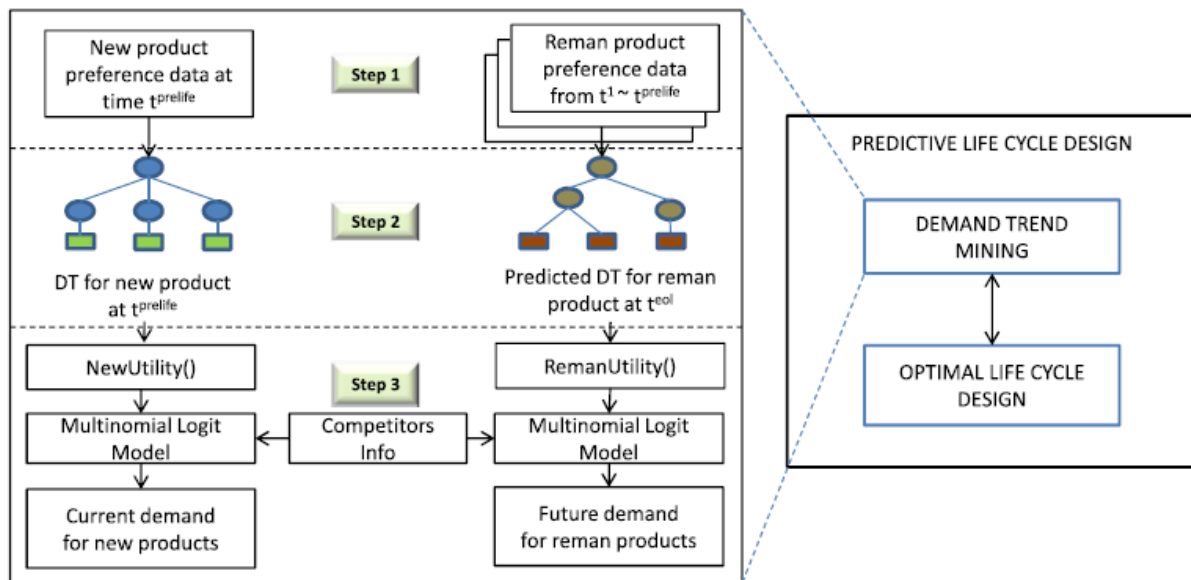 New product
preference data at
time t^prelife
Step 1
Reman product
preference data
from t^1 ~ t^prelife
Step 2
DT for new product
at t^prelife
Predicted DT for reman
product at t^eol
NewUtility()
Step 3
RemanUtility()
Multinomial Logit
Model
Competitors
Info
Multinomial Logit
Model
Current demand
for new products
Future demand
for reman products
PREDICTIVE LIFE CYCLE DESIGN
DEMAND TREND
MINING
OPTIMAL LIFE CYCLE
DESIGN